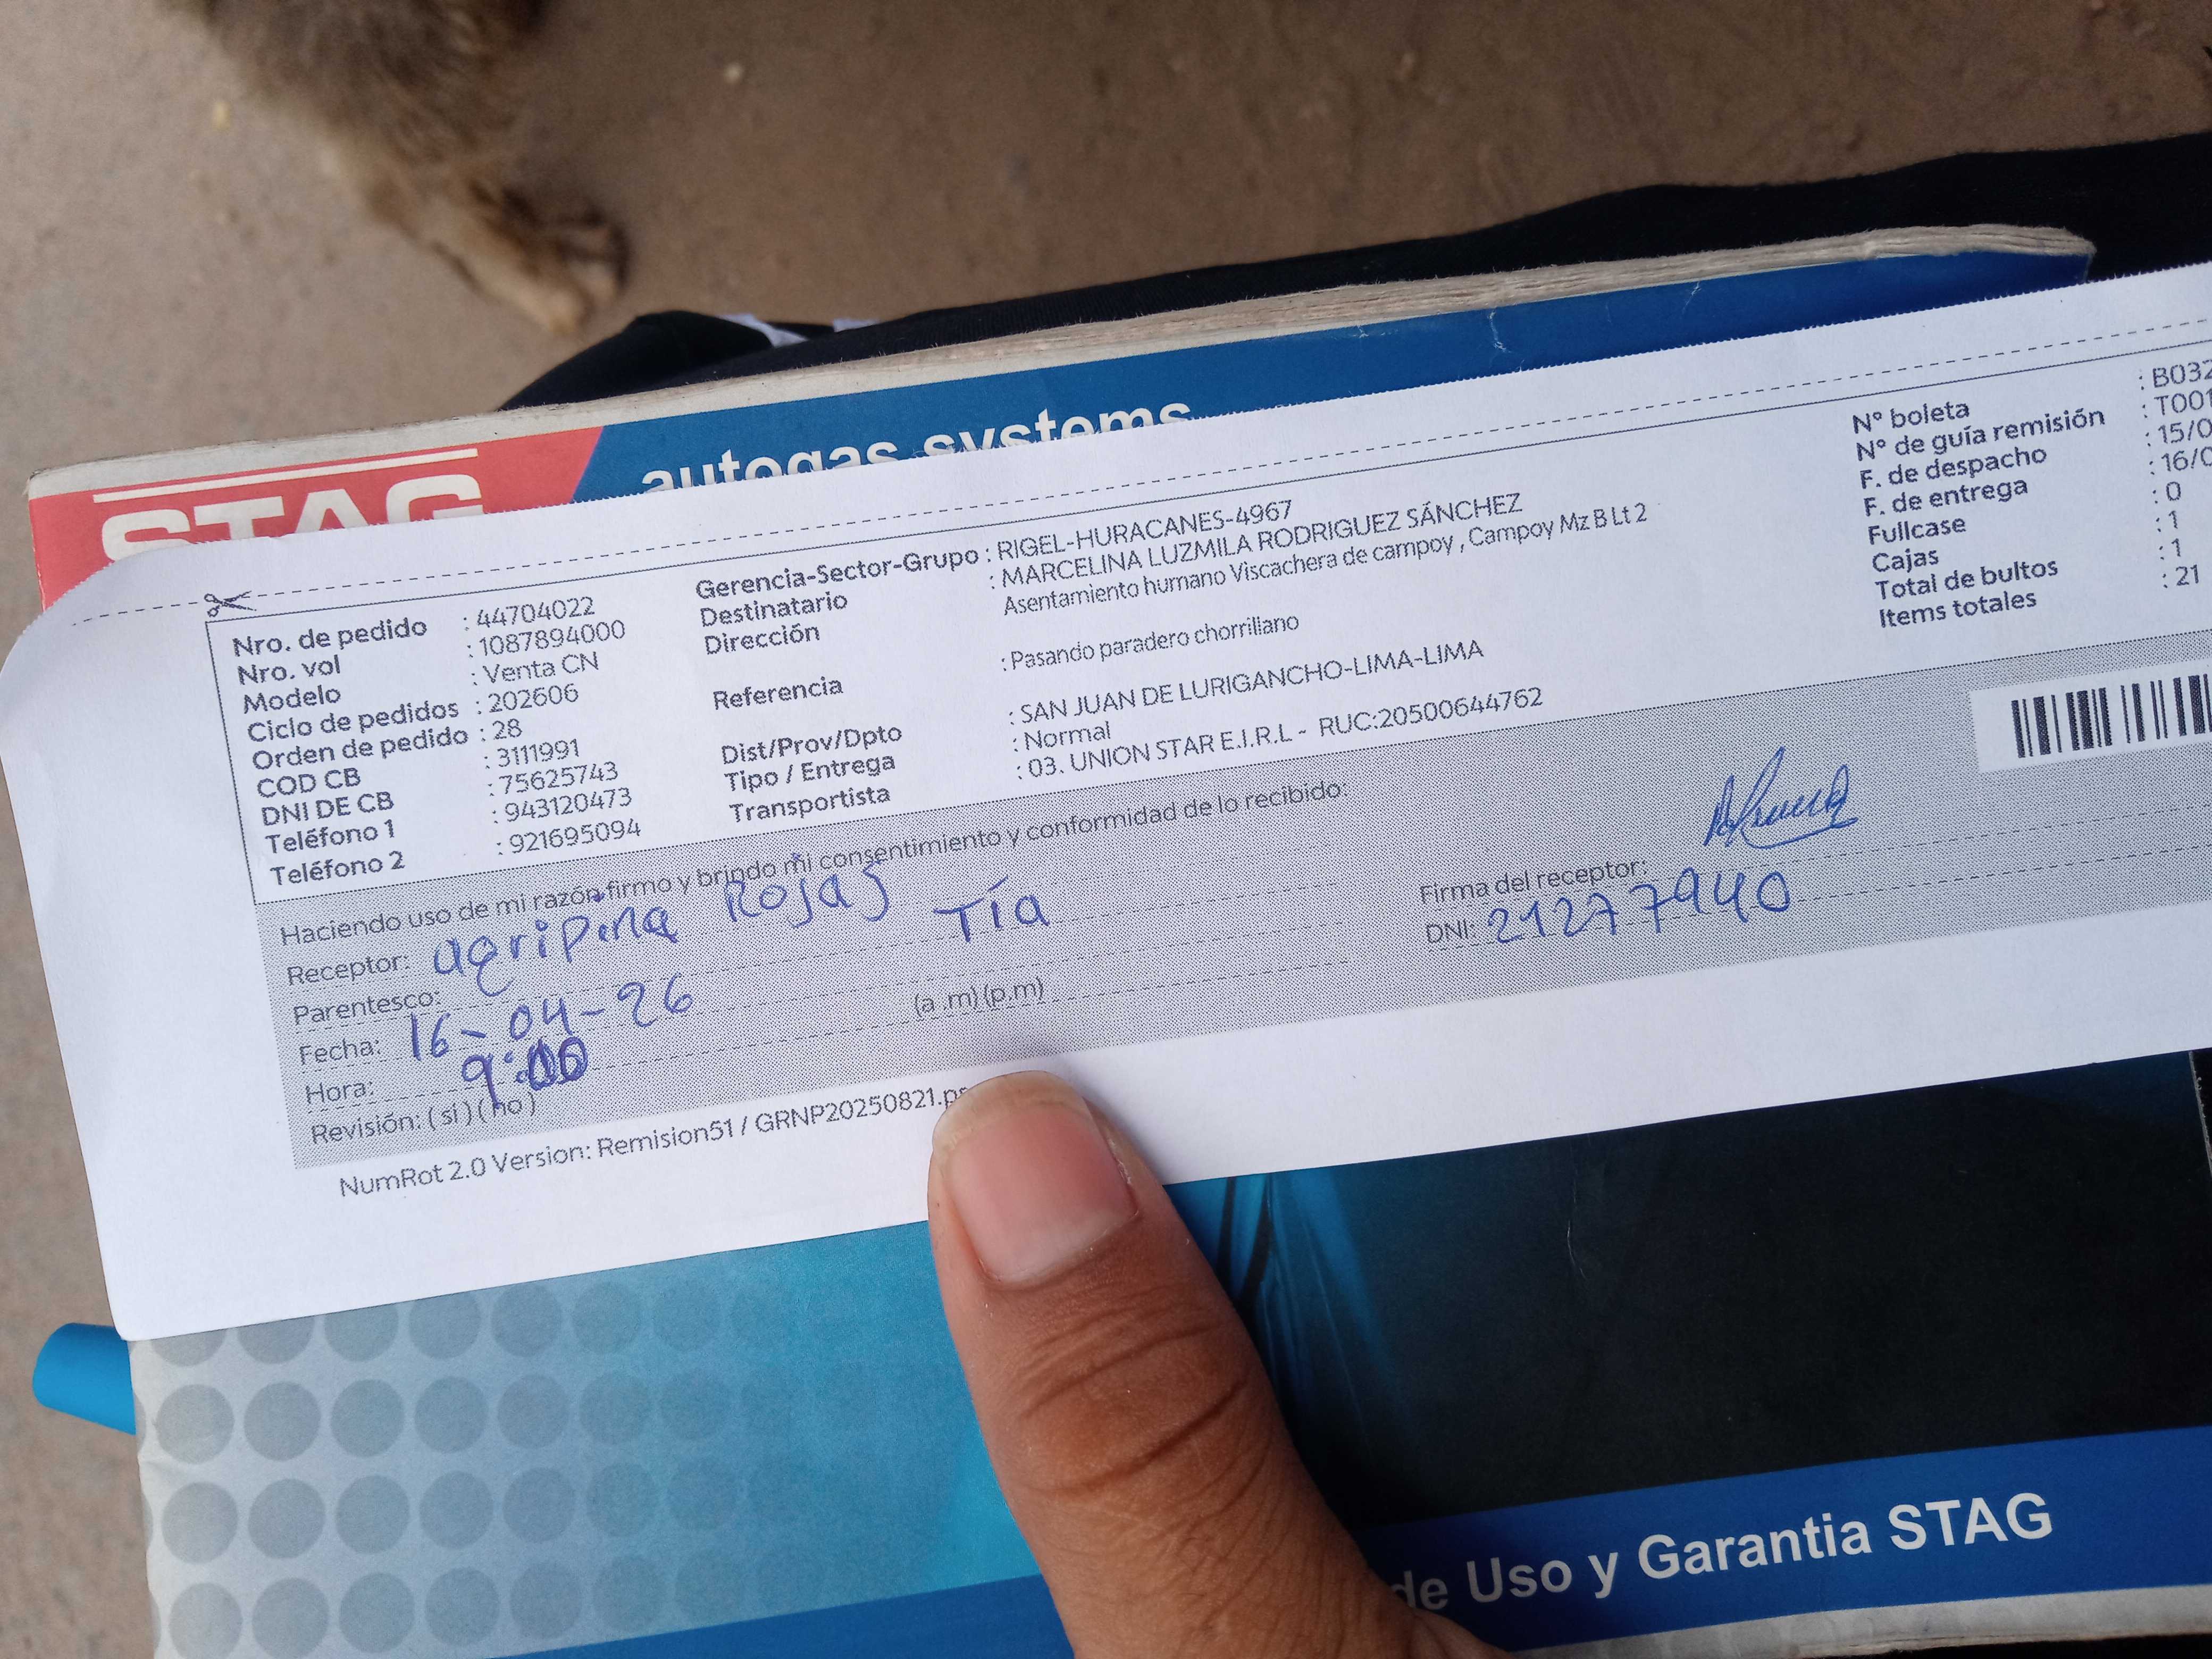 STAG
autogas systems
Nro. de pedido : 44704022
Nro. vol : 1087894000
Modelo : Venta CN
Ciclo de pedidos : 202606
Orden de pedido : 28
COD CB : 3111991
DNI DE CB : 75625743
Teléfono 1 : 943120473
Teléfono 2 : 921695094
Gerencia-Sector-Grupo : RIGEL-HURACANES-4967
Destinatario : MARCELINA LUZMILA RODRIGUEZ SÁNCHEZ
Dirección Asentamiento humano Viscachera de campoy , Campoy Mz B Lt 2
Referencia : Pasando paradero chorriliano
Dist/Prov/Dpto : SAN JUAN DE LURIGANCHO-LIMA-LIMA
Tipo / Entrega : Normal
Transportista : 03. UNION STAR E.I.R.L - RUC:20500644762
N° boleta : B032
N° de guía remisión : T001
F. de despacho : 15/0
F. de entrega : 16/0
Fullcase : 0
Cajas : 1
Total de bultos : 1
Items totales : 21
Haciendo uso de mi razón firmo y brindo mi consentimiento y conformidad de lo recibido:
Receptor: agripina Rojas
Parentesco: Tía
Fecha: 16-04-26
Hora: 9:00 (a .m) (p.m)
Revisión: ( si ) ( no )
Firma del receptor:
DNI: 21277940
NumRot 2.0 Version: Remision51 / GRNP20250821.ps
de Uso y Garantia STAG